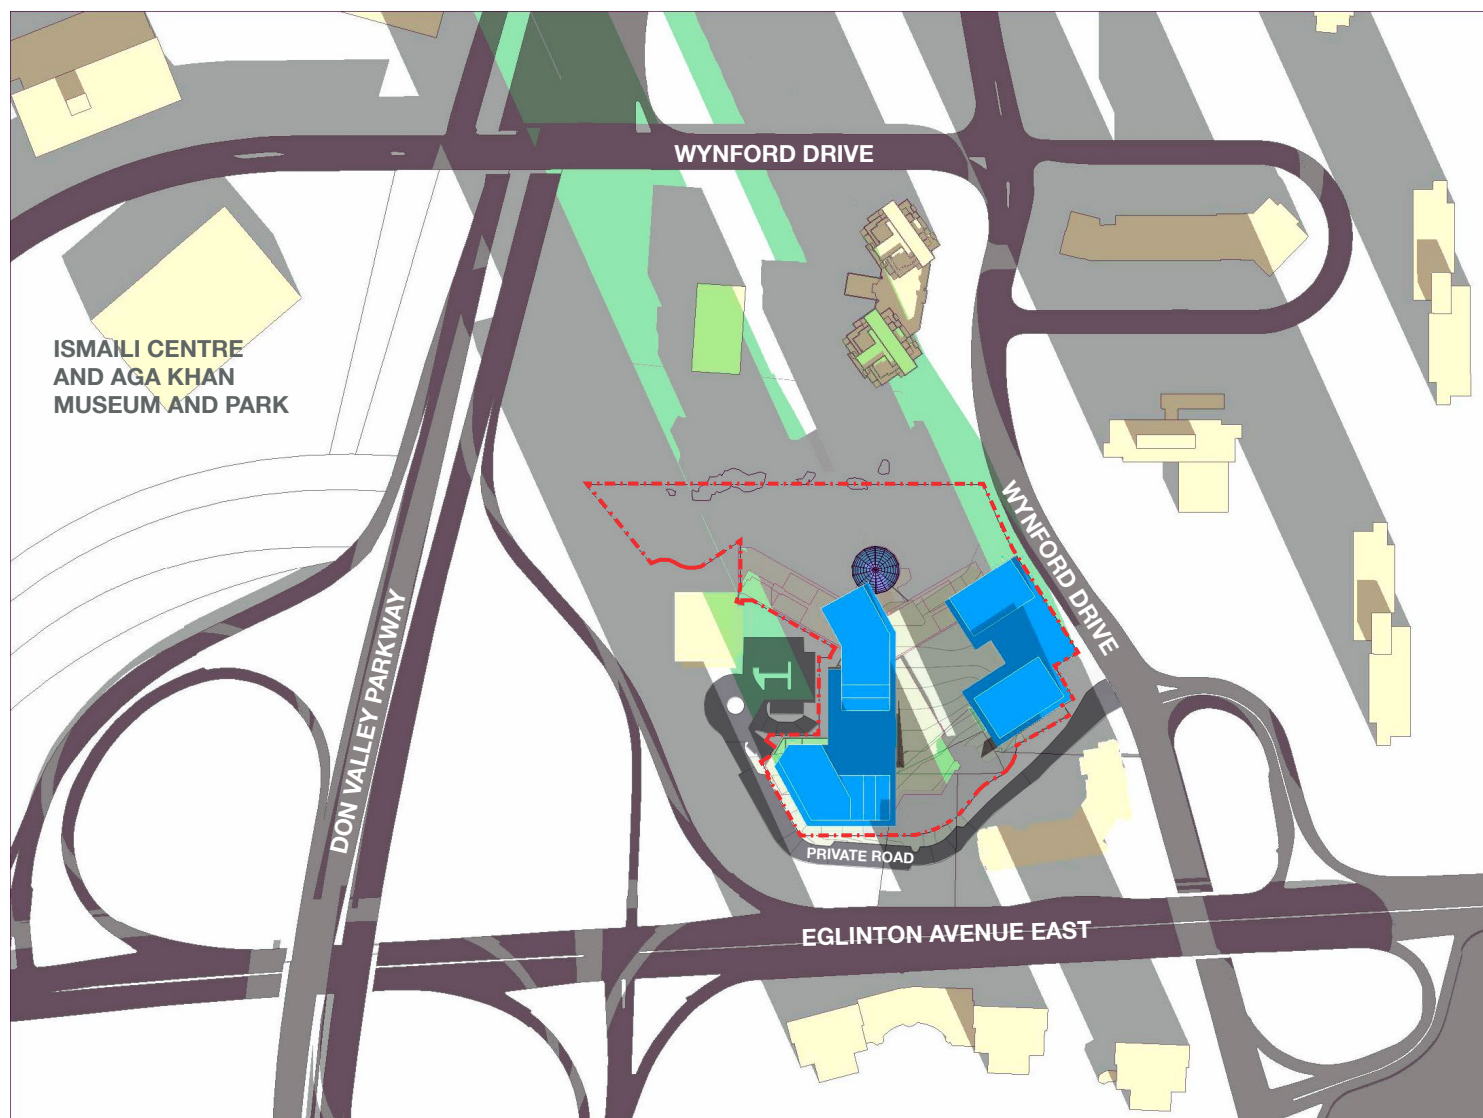 WYNFORD DRIVE
ISMAILI CENTRE
AND AGA KHAN
MUSEUM AND PARK
WYNFORD DRIVE
DON VALLEY PARKWAY
1
PRIVATE ROAD
EGLINTON AVENUE EAST